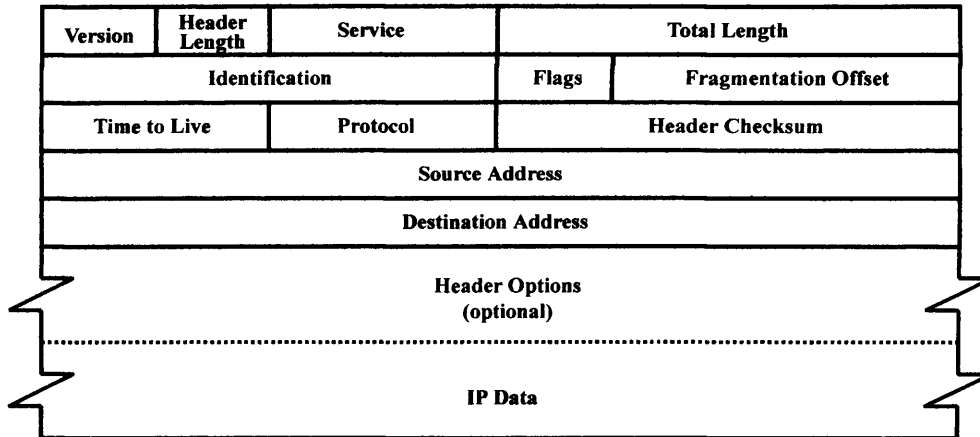 Version
Header
Length
Service
Total Length
Identification
Flags
Fragmentation Offset
Time to Live
Protocol
Header Checksum
Source Address
Destination Address
Header Options
(optional)
IP Data